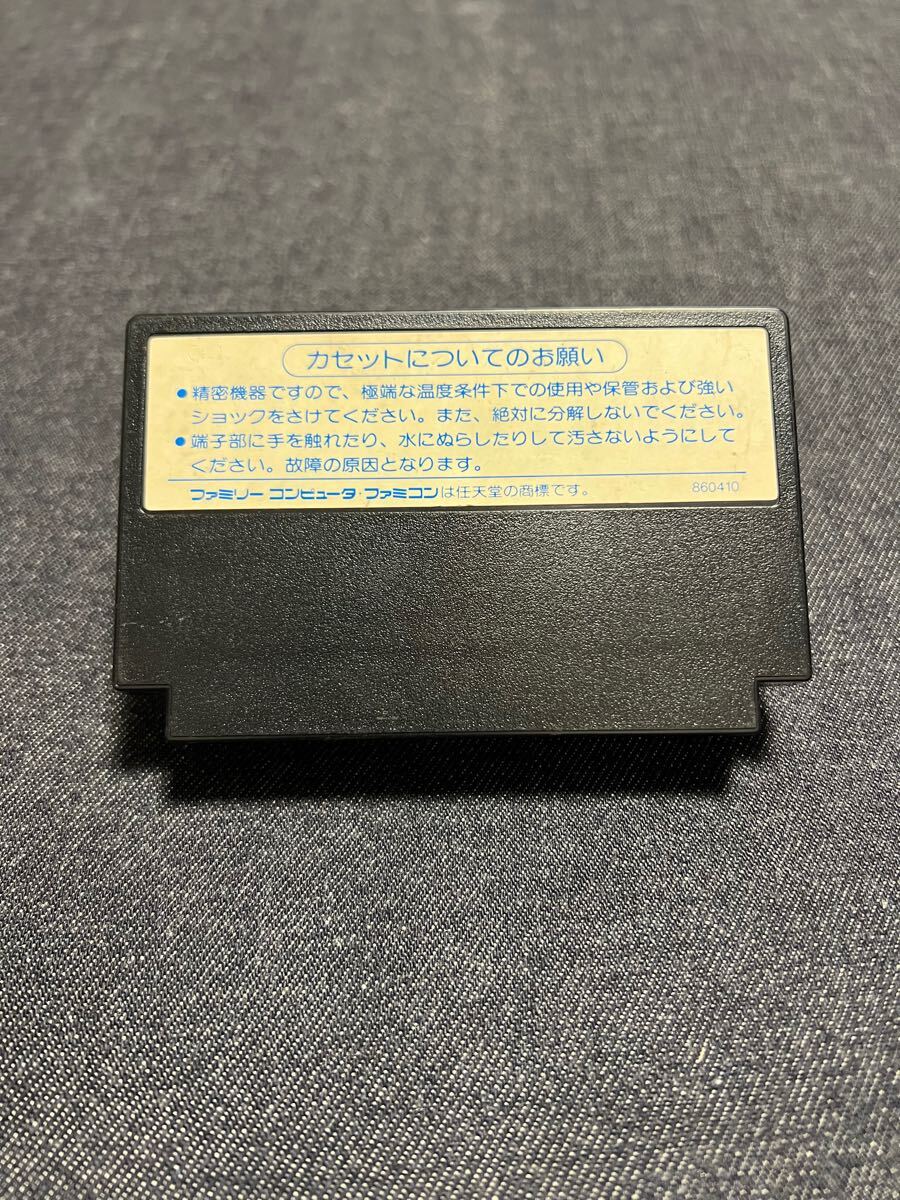 カセットについてのお願い
●精密機器ですので、極端な温度条件下での使用や保管および強い
ショックをさけてください。また、絶対に分解しないでください。
●端子部に手を触れたり、水にぬらしたりして汚さないようにして
ください。故障の原因となります。
ファミリー コンピュータ・ファミコンは任天堂の商標です。 860410